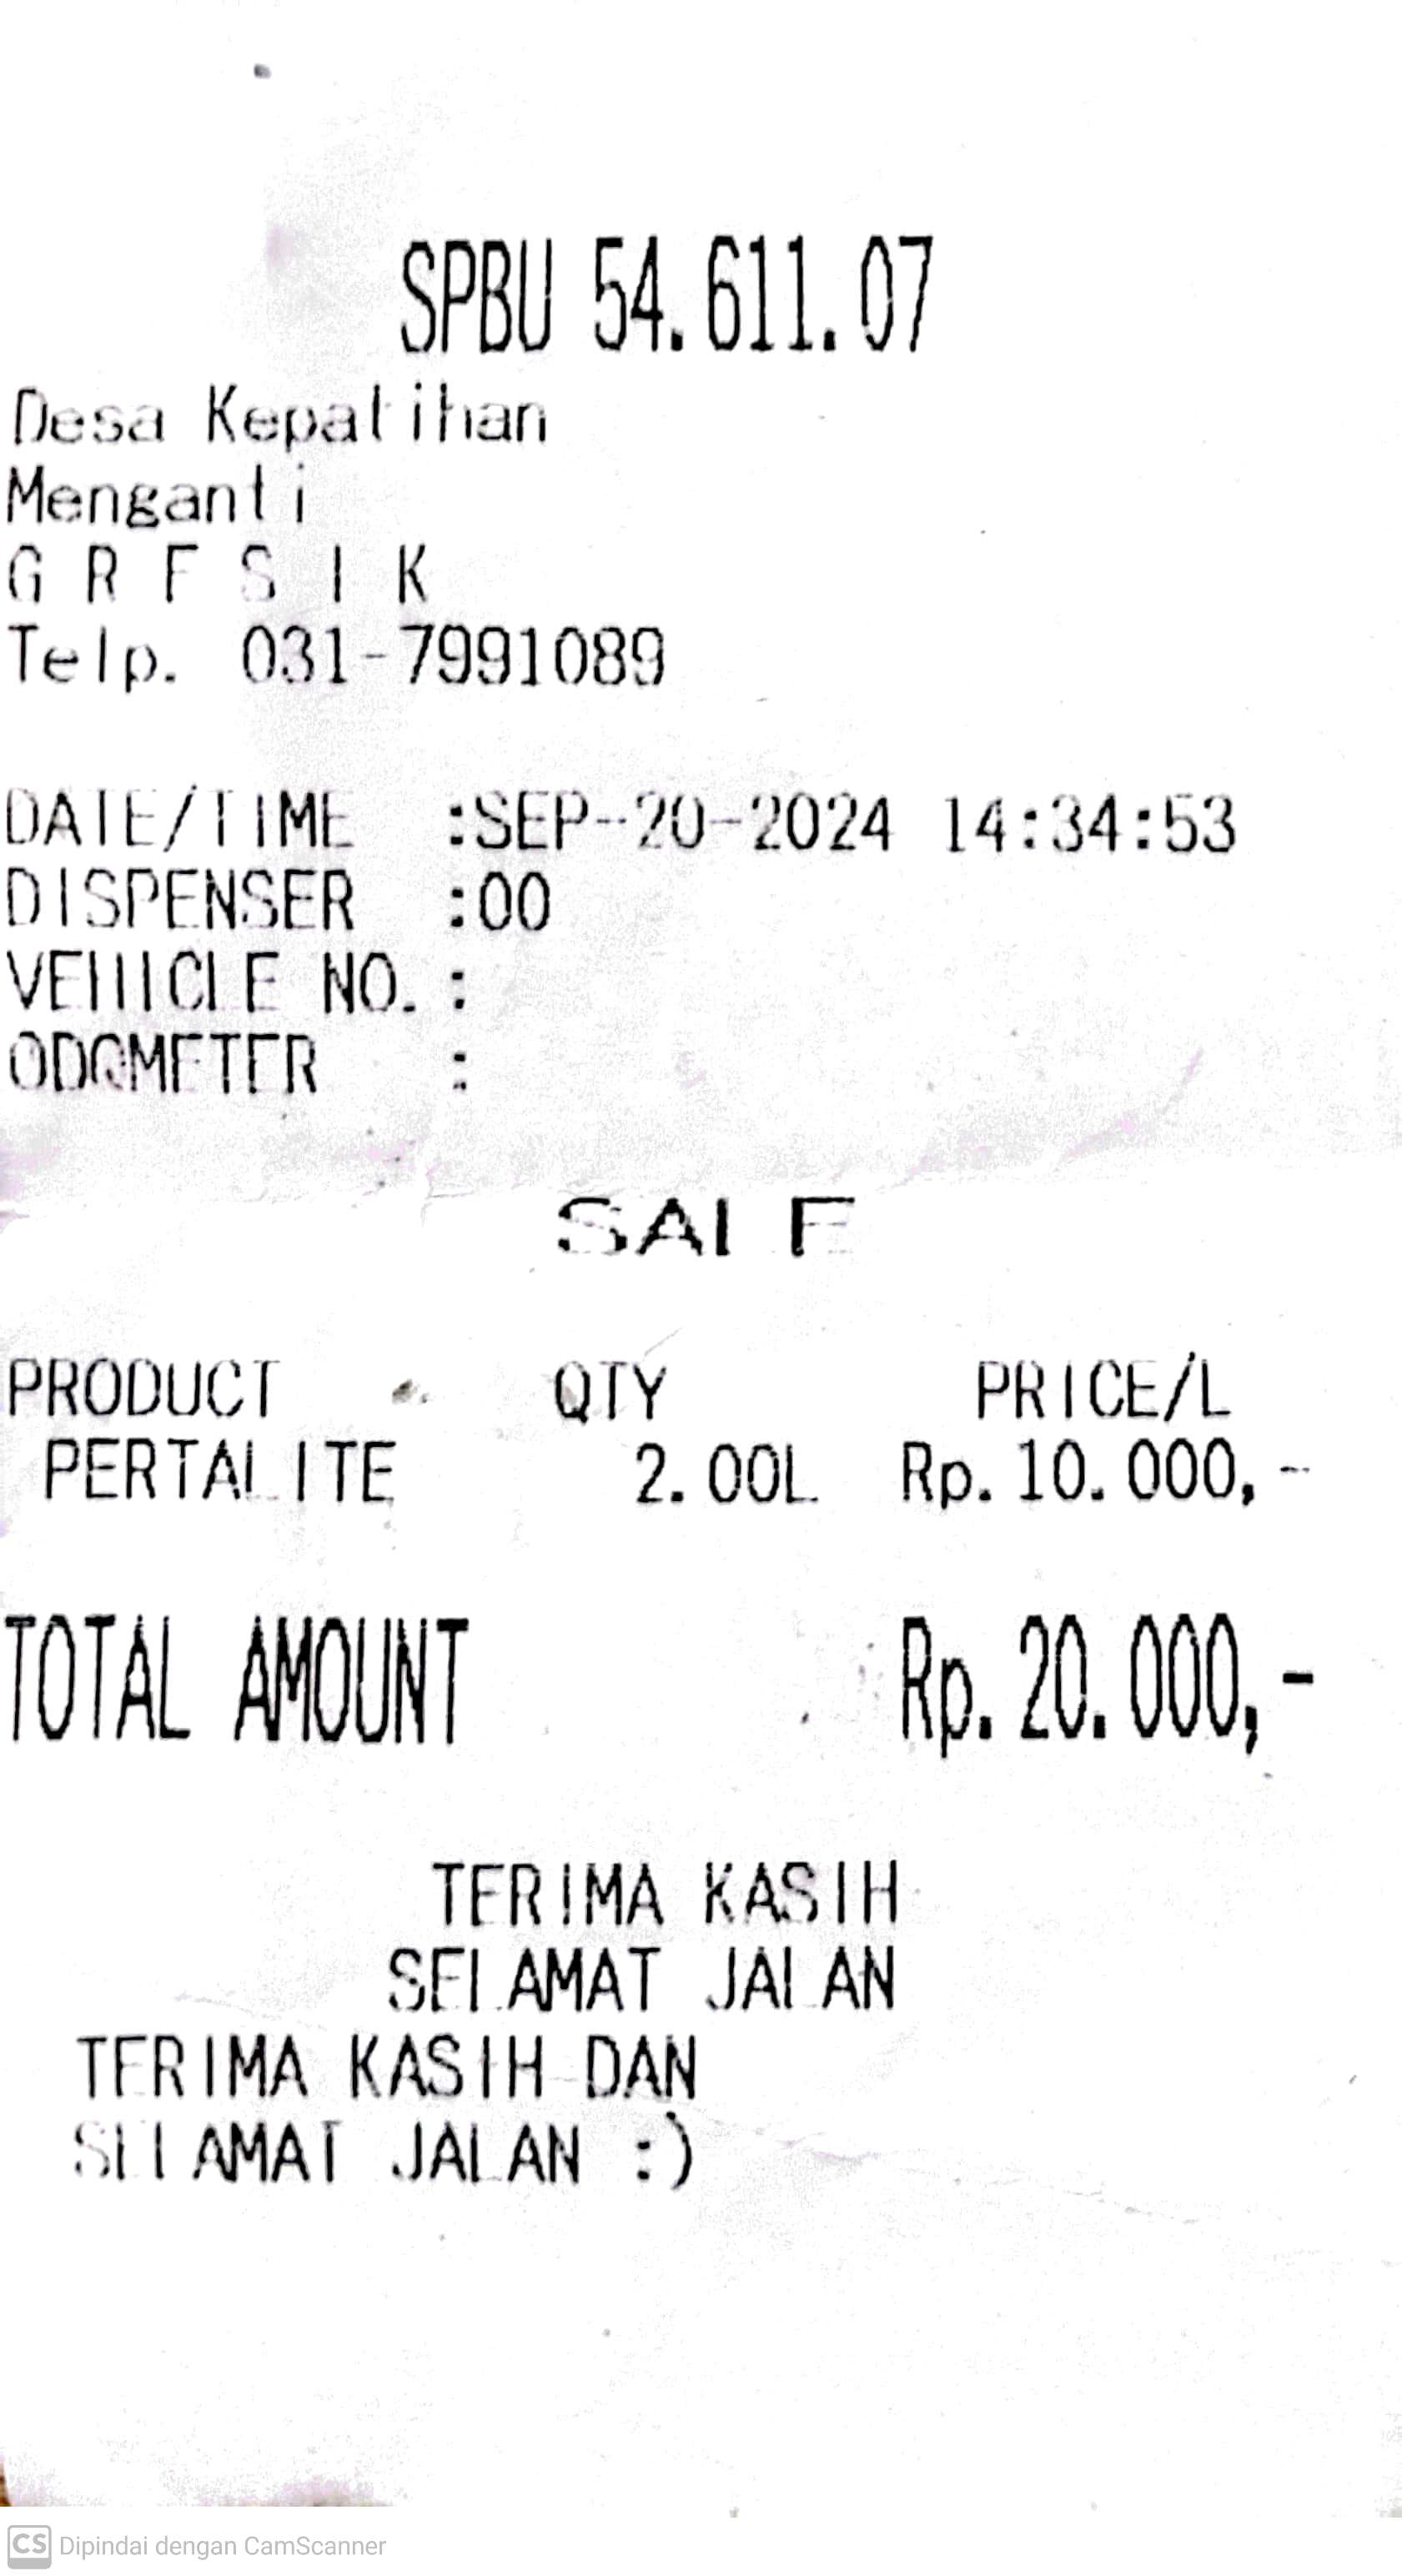 SPBU 54.611.07
Desa Kepatihan
Menganti
G R E S I K
Telp. 031-7991089
DATE/TIME :SEP-20-2024 14:34:53
DISPENSER :00
VEHICLE NO. :
ODOMETER :
SALE
PRODUCT QTY PRICE/L
PERTALITE 2.00L Rp.10.000,-
TOTAL AMOUNT Rp.20.000,-
TERIMA KASIH
SELAMAT JALAN
TERIMA KASIH DAN
SELAMAT JALAN :)
CS Dipindai dengan CamScanner